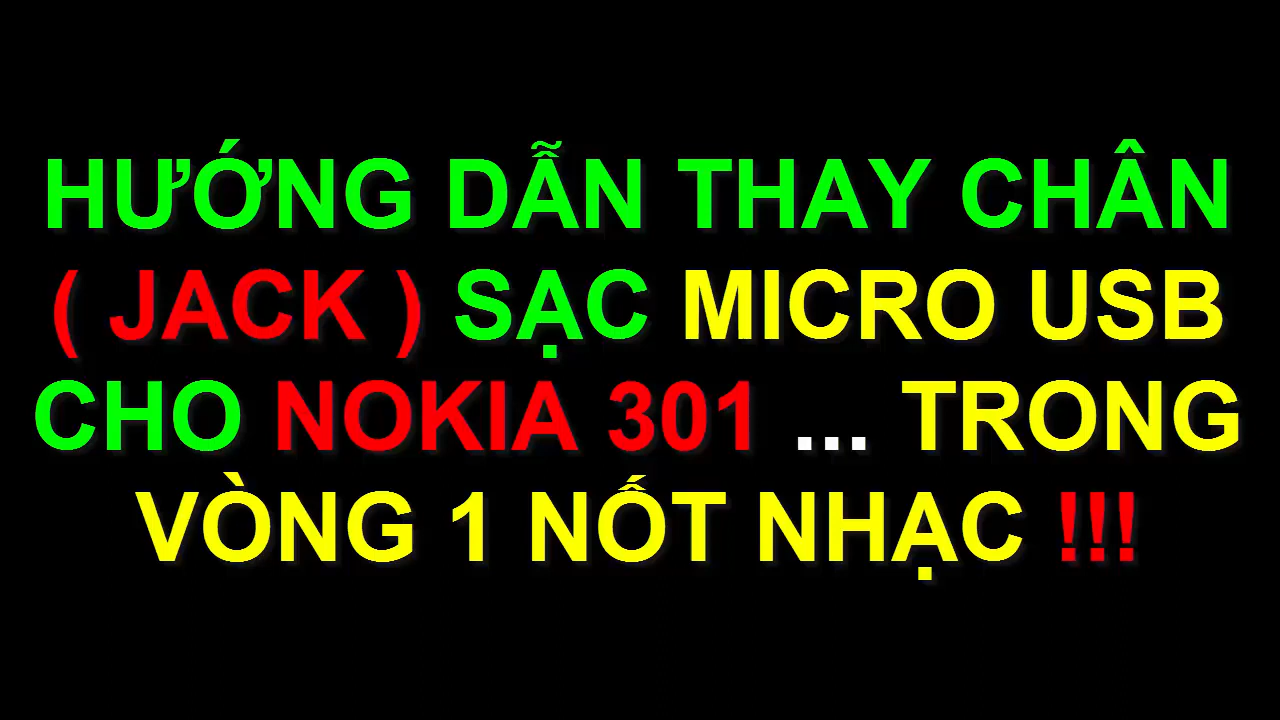 HƯỚNG DẪN THAY CHÂN
( JACK ) SẠC MICRO USB
CHO NOKIA 301 ... TRONG
VÒNG 1 NỐT NHẠC !!!